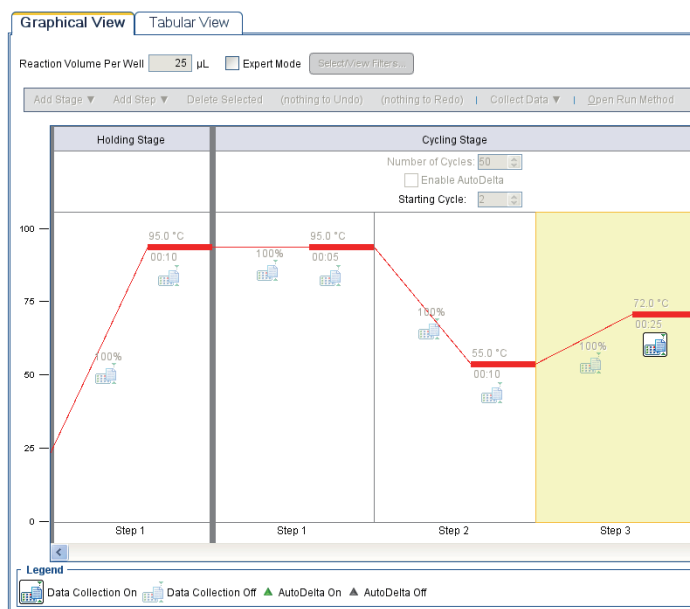 Graphical View Tabular View
Reaction Volume Per Well 25 µL Expert Mode Select/View Filters...
Add Stage ▼ Add Step ▼ Delete Selected (nothing to Undo) (nothing to Redo) | Collect Data ▼ | Open Run Method
Holding Stage Cycling Stage
Number of Cycles: 50
Enable AutoDelta
Starting Cycle: 2
100
95.0 °C 95.0 °C
100% 00:10 00:05
75
72.0 °C
100% 00:25
100%
55.0 °C
100%
50
00:10
25
0
Step 1 Step 1 Step 2 Step 3
Legend
Data Collection On Data Collection Off AutoDelta On AutoDelta Off